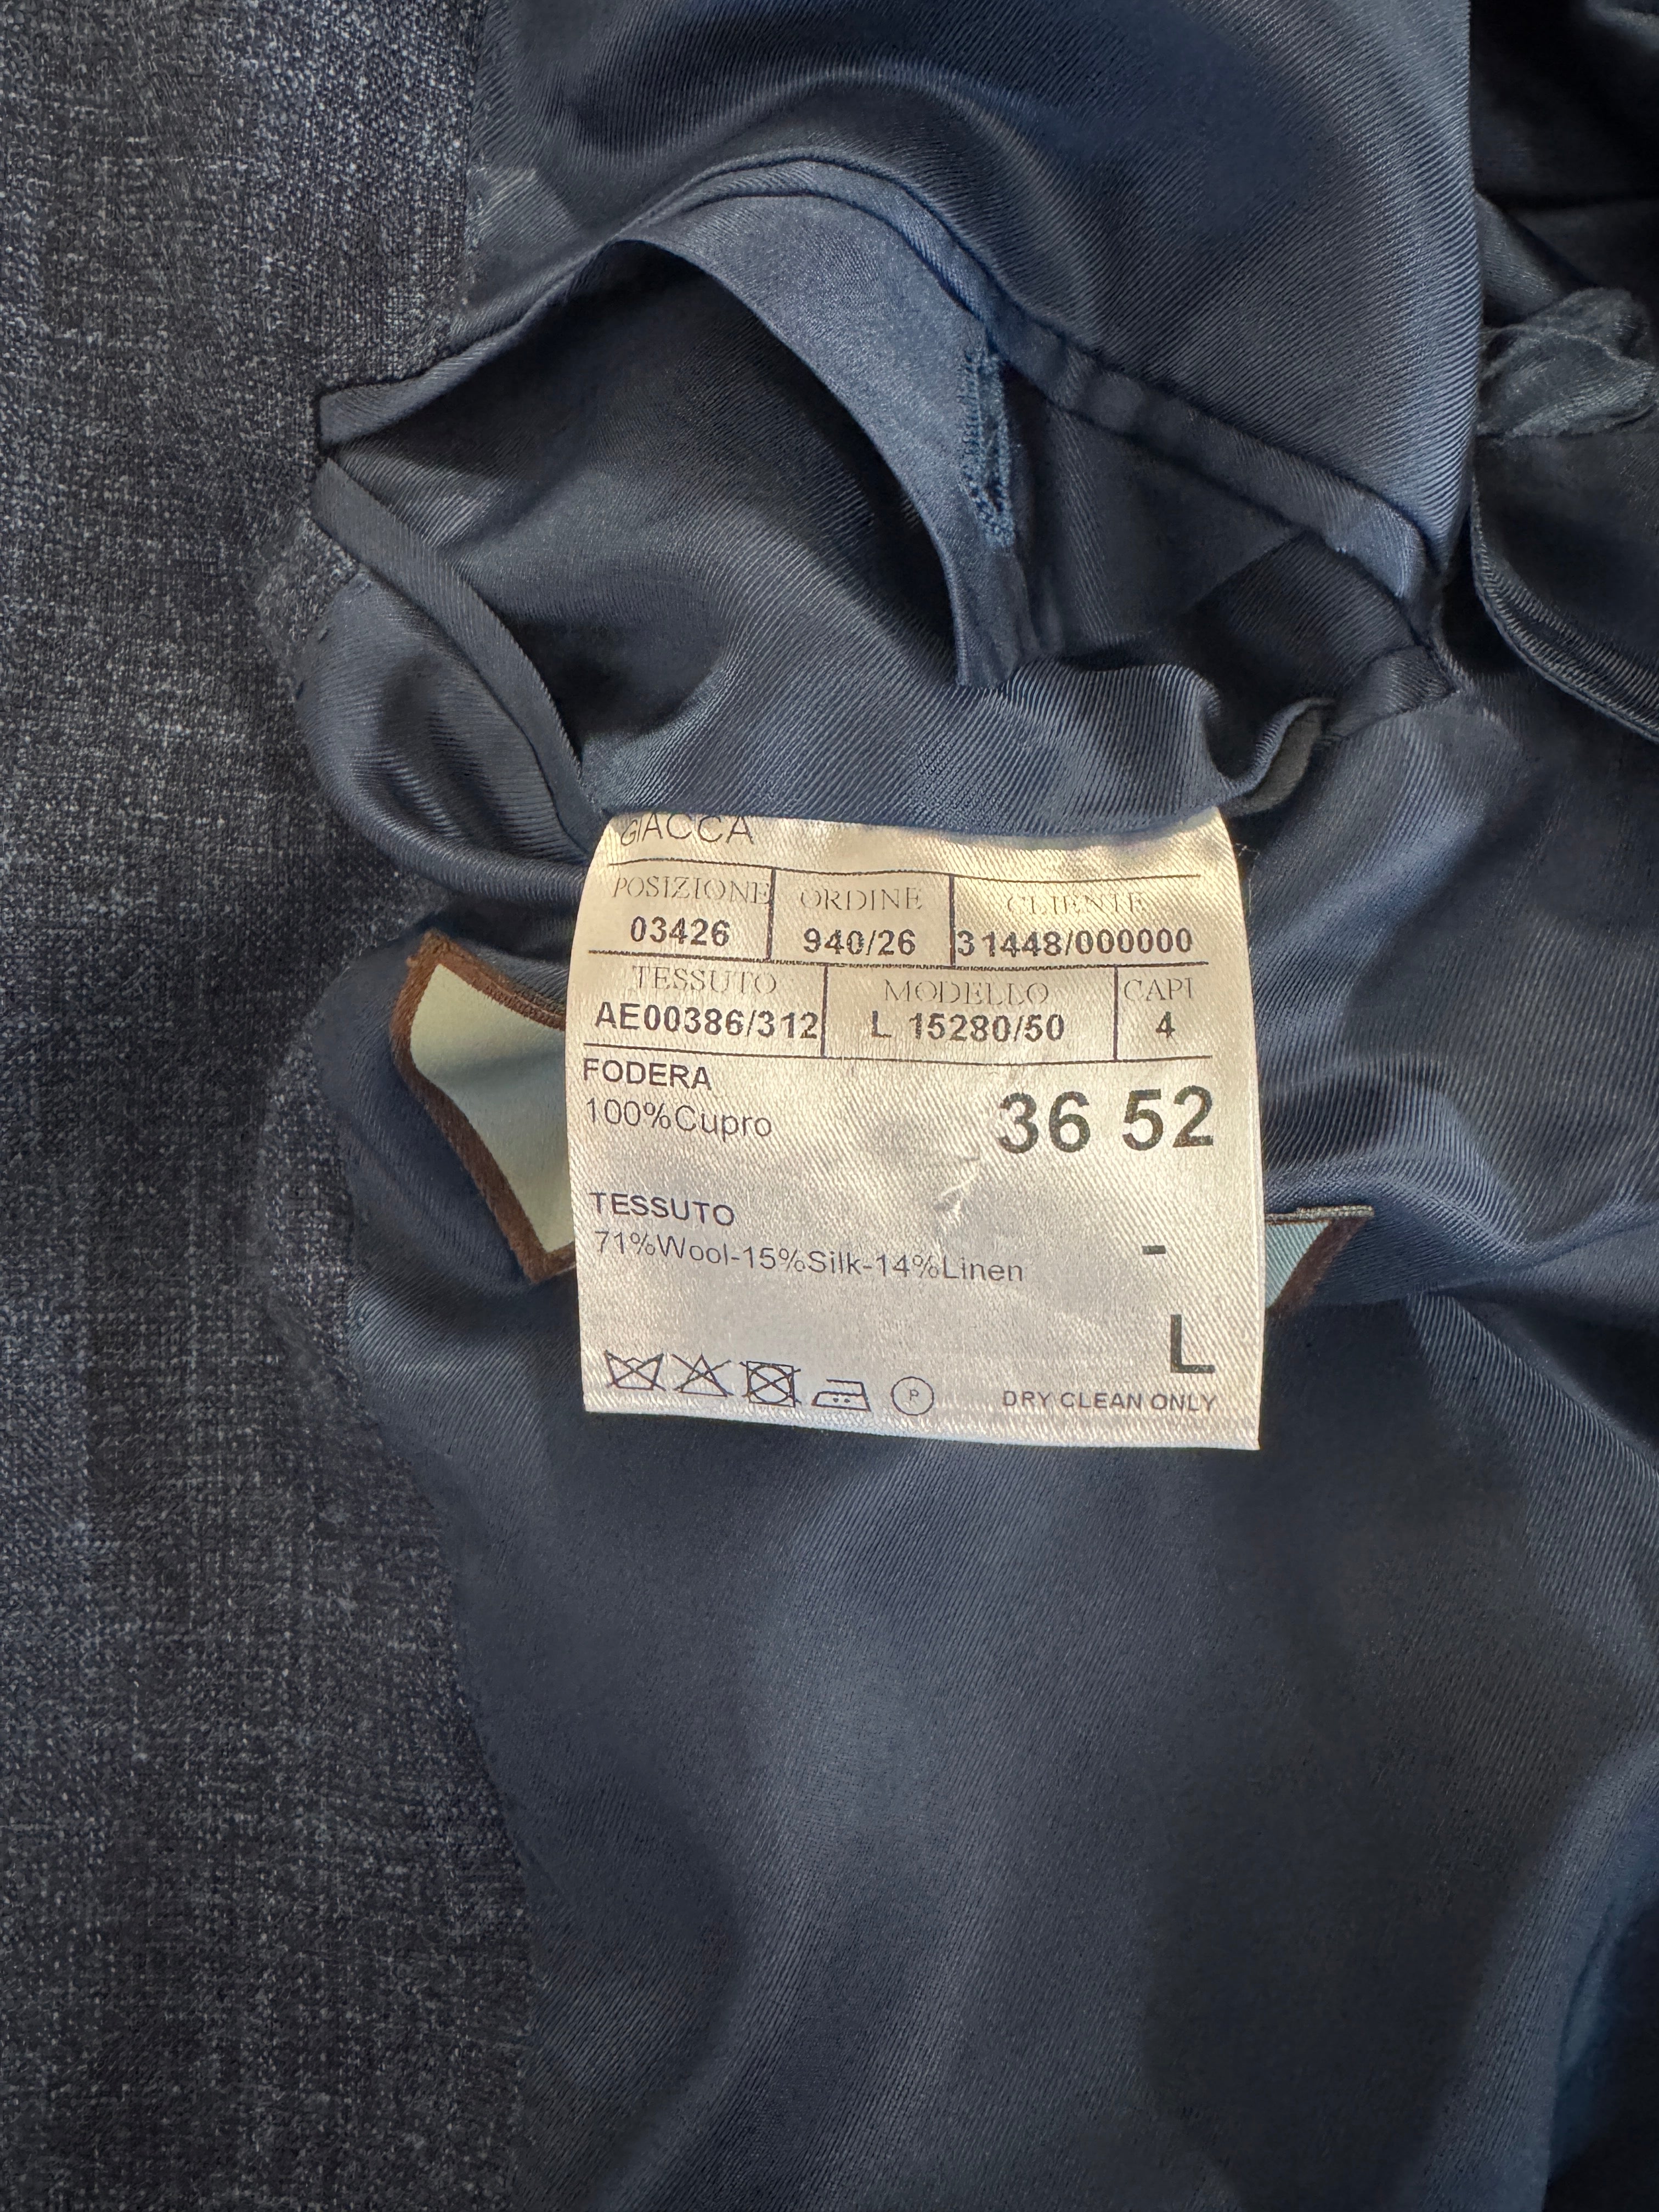 GIACCA
POSIZIONE ORDINE CLIENTE
03426 940/26 31448/000000
TESSUTO MODELLO CAPI
AE00386/312 L 15280/50 4
FODERA
100%Cupro
36 52
TESSUTO
71%Wool-15%Silk-14%Linen
-
L
P
DRY CLEAN ONLY